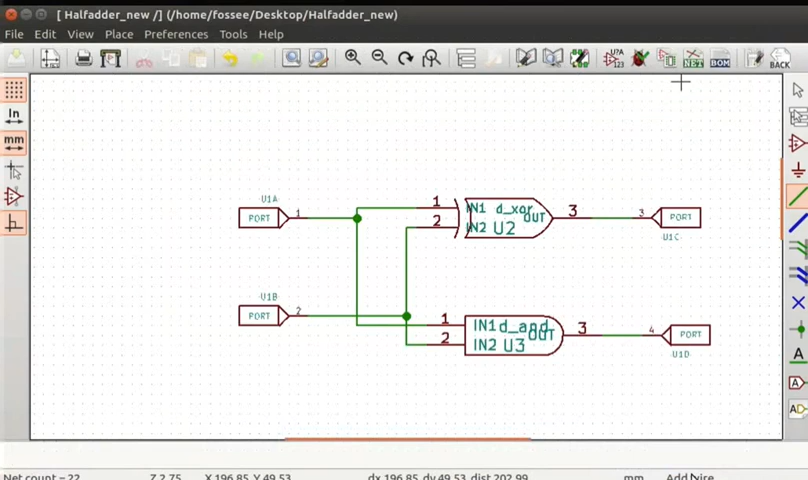 [ Halfadder_new /] (/home/fossee/Desktop/Halfadder_new)
File Edit View Place Preferences Tools Help
U?A
123
NET
BOM
BACK
In
mm
U1A
PORT 1
1 IN1 d_xor OUT 3
2 IN2 U2
3 PORT
U1C
U1B
PORT 2
1 IN1 d_and OUT 3
2 IN2 U3
4 PORT
U1D
A
A
AD
Net count = 22 Z 2.75 X 196.85 Y 49.53 dx 196.85 dy 49.53 dist 202.99 mm Add Wire